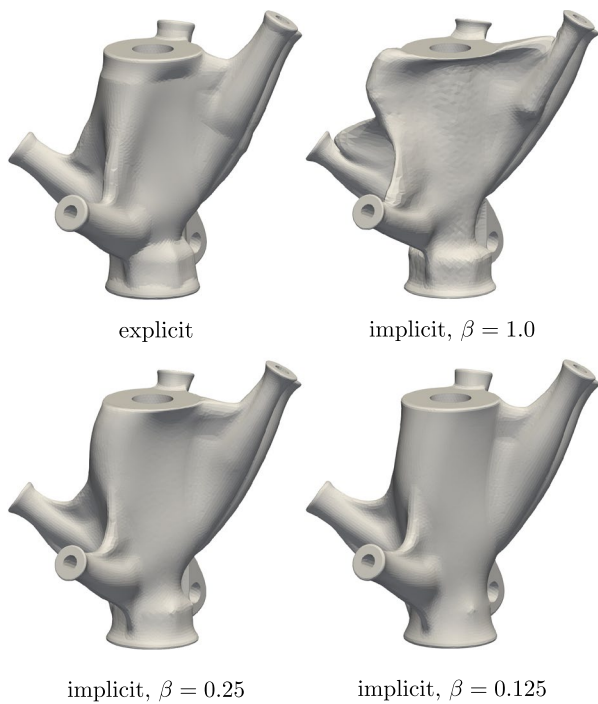 explicit
implicit, β = 1.0
implicit, β = 0.25
implicit, β = 0.125